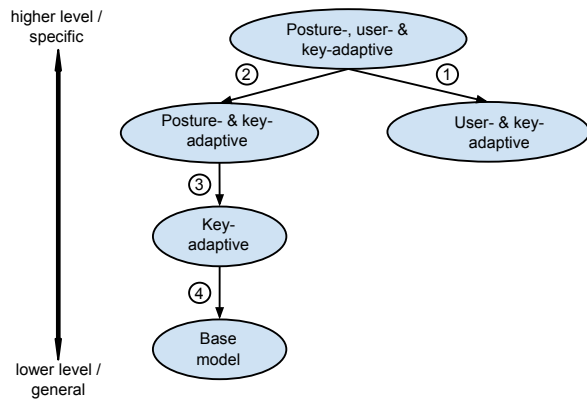 higher level /
specific
Posture-, user- &
key-adaptive
2
1
Posture- & key-
adaptive
User- & key-
adaptive
3
Key-
adaptive
4
Base
model
lower level /
general